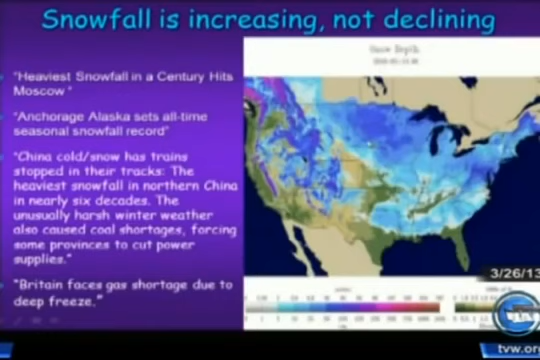 Snowfall is increasing, not declining
Snow Depth
"Heaviest Snowfall in a Century Hits
Moscow "
"Anchorage Alaska sets all-time
seasonal snowfall record"
"China cold/snow has trains
stopped in their tracks: The
heaviest snowfall in northern China
in nearly six decades. The
unusually harsh winter weather
also caused coal shortages, forcing
some provinces to cut power
supplies."
"Britain faces gas shortage due to
deep freeze."
3/26/13
tvw.org